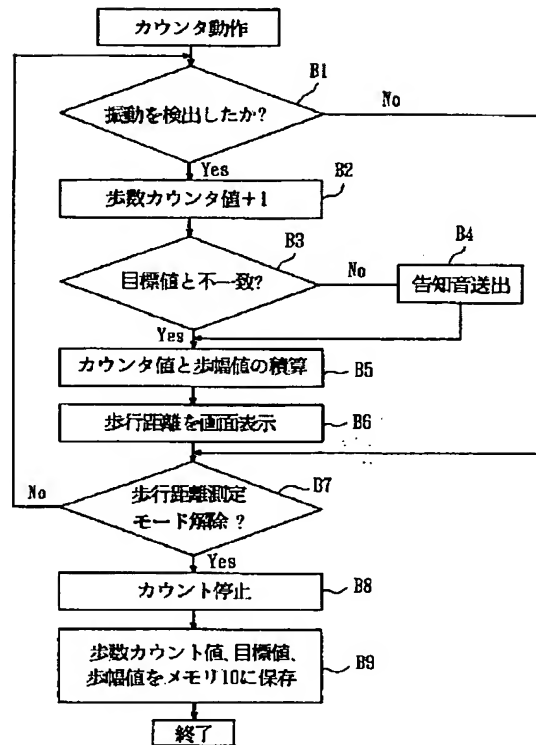 カウンタ動作
B1
振動を検出したか?
No
Yes
B2
歩数カウンタ値+1
B3
目標値と不一致?
No
B4
告知音送出
Yes
カウンタ値と歩幅値の積算
B5
歩行距離を画面表示
B6
No
歩行距離測定
モード解除 ?
B7
Yes
カウント停止
B8
歩数カウント値、目標値、
歩幅値をメモリ10に保存
B9
終了